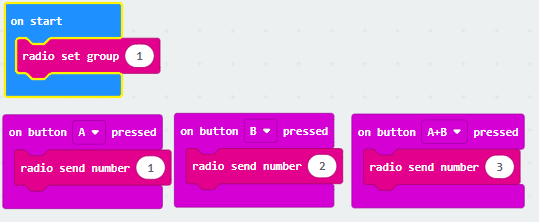 on start
radio set group 1
on button A pressed
radio send number 1
on button B pressed
radio send number 2
on button A+B pressed
radio send number 3